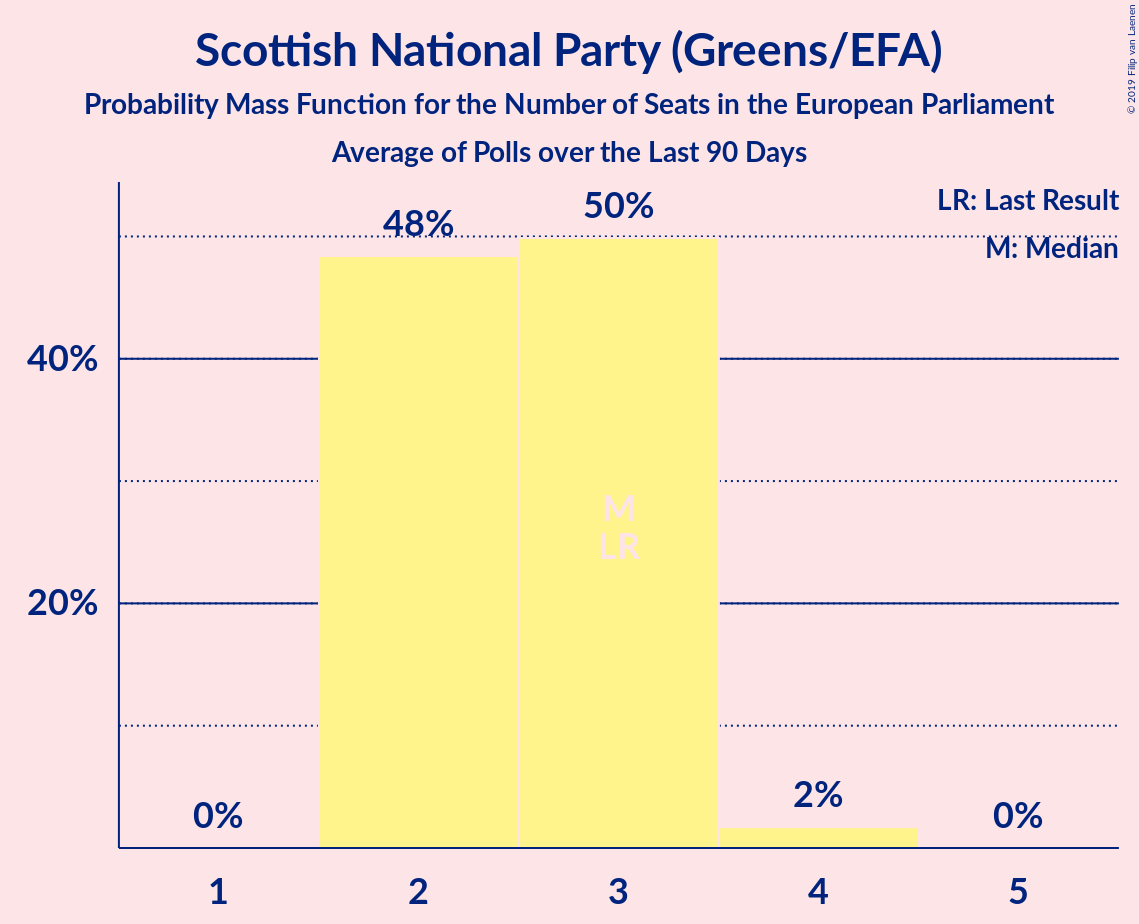 Scottish National Party (Greens/EFA)
Probability Mass Function for the Number of Seats in the European Parliament
Average of Polls over the Last 90 Days
© 2019 Filip van Laenen
LR: Last Result
M: Median
50%
48%
40%
M
LR
20%
2%
0%
0%
1 2 3 4 5